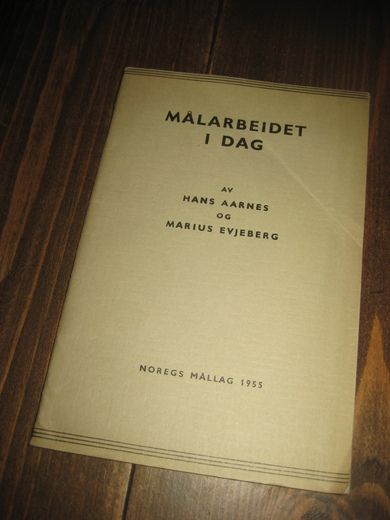 MÅLARBEIDET
I DAG
AV
HANS AARNES
OG
MARIUS EVJEBERG
NOREGS MÅLLAG 1955